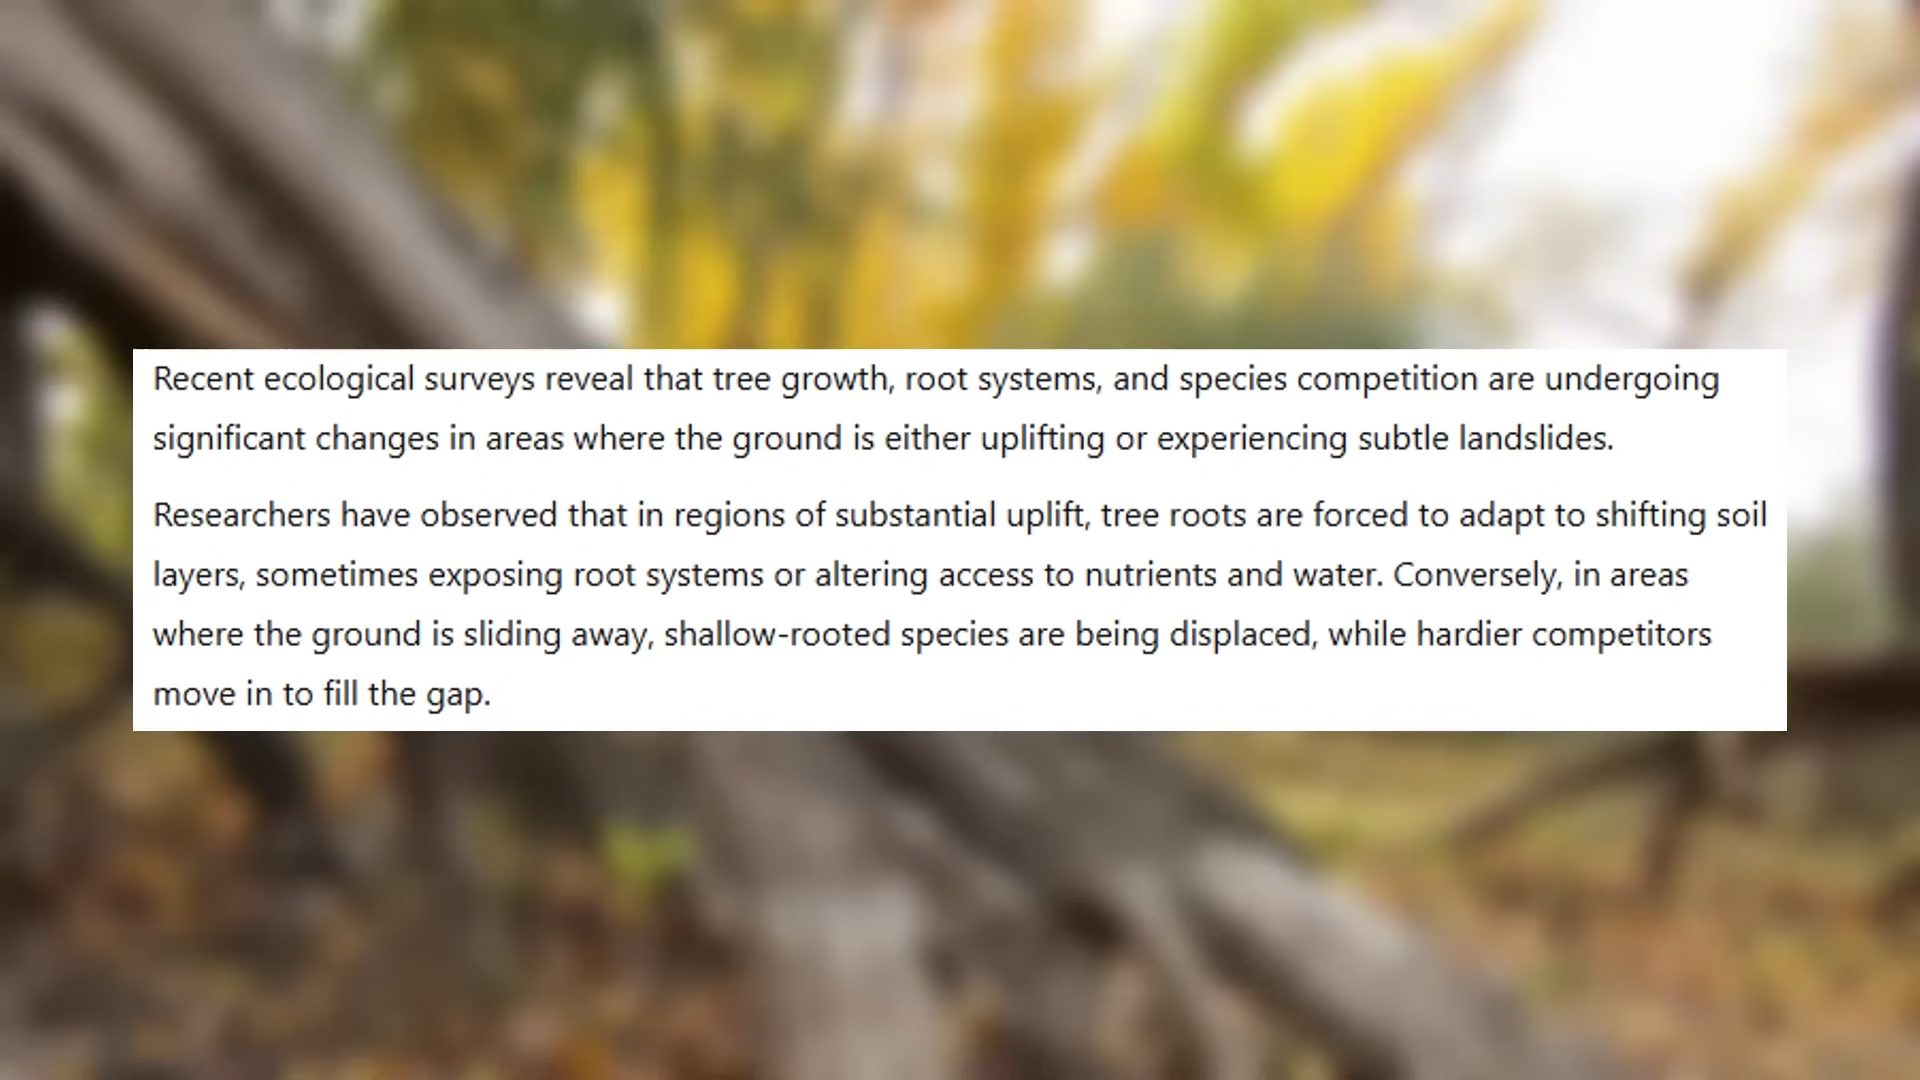 Recent ecological surveys reveal that tree growth, root systems, and species competition are undergoing
significant changes in areas where the ground is either uplifting or experiencing subtle landslides.
Researchers have observed that in regions of substantial uplift, tree roots are forced to adapt to shifting soil
layers, sometimes exposing root systems or altering access to nutrients and water. Conversely, in areas
where the ground is sliding away, shallow-rooted species are being displaced, while hardier competitors
move in to fill the gap.